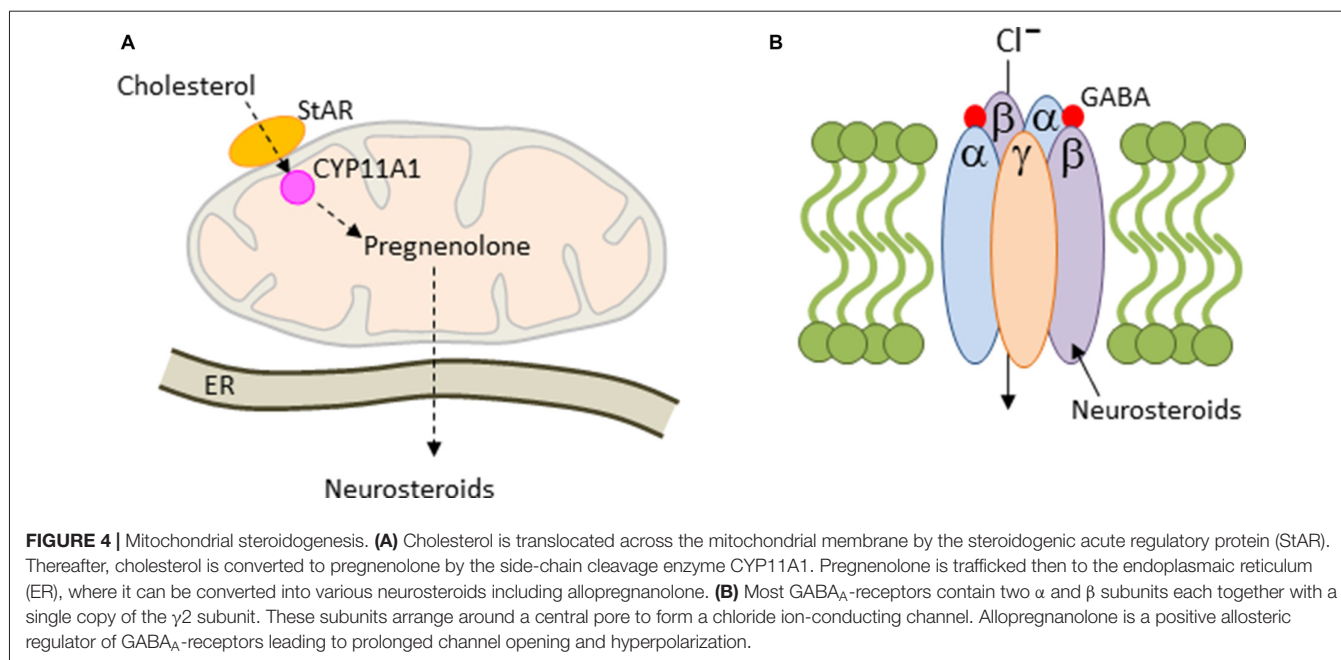 A
Cholesterol
StAR
CYP11A1
Pregnenolone
ER
Neurosteroids
B
Cl⁻
GABA
β α
α γ β
Neurosteroids
FIGURE 4 | Mitochondrial steroidogenesis. (A) Cholesterol is translocated across the mitochondrial membrane by the steroidogenic acute regulatory protein (StAR).
Thereafter, cholesterol is converted to pregnenolone by the side-chain cleavage enzyme CYP11A1. Pregnenolone is trafficked then to the endoplasmaic reticulum
(ER), where it can be converted into various neurosteroids including allopregnanolone. (B) Most GABA_A-receptors contain two α and β subunits each together with a
single copy of the γ2 subunit. These subunits arrange around a central pore to form a chloride ion-conducting channel. Allopregnanolone is a positive allosteric
regulator of GABA_A-receptors leading to prolonged channel opening and hyperpolarization.